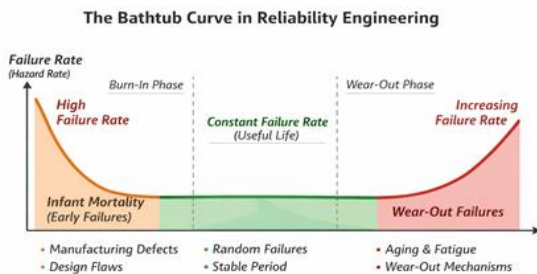 The Bathtub Curve in Reliability Engineering
Failure Rate
(Hazard Rate)
Burn-In Phase
Wear-Out Phase
High
Failure Rate
Constant Failure Rate
(Useful Life)
Increasing
Failure Rate
Infant Mortality
(Early Failures)
Wear-Out Failures
• Manufacturing Defects
• Design Flaws
• Random Failures
• Stable Period
• Aging & Fatigue
• Wear-Out Mechanisms